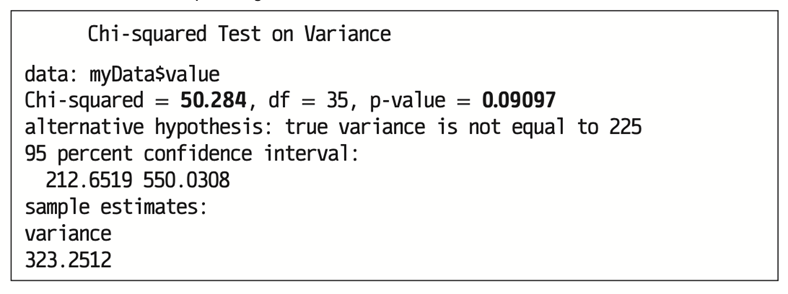 Chi-squared Test on Variance
data: myData$value
Chi-squared = 50.284, df = 35, p-value = 0.09097
alternative hypothesis: true variance is not equal to 225
95 percent confidence interval:
212.6519 550.0308
sample estimates:
variance
323.2512